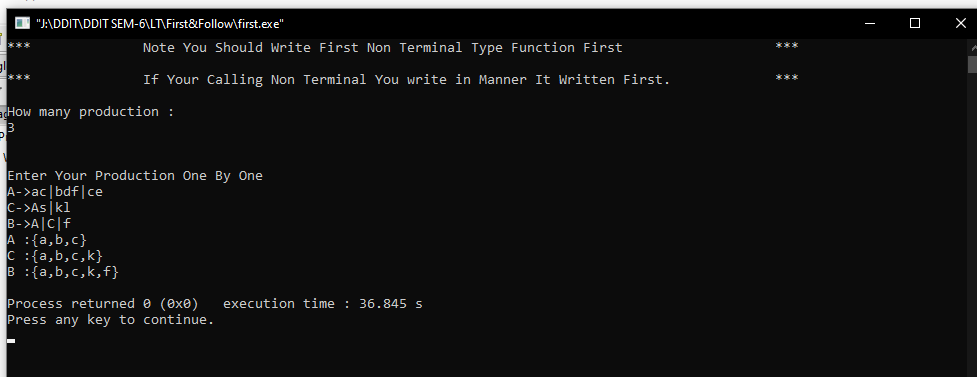 "J:\DDIT\DDIT SEM-6\LT\First&Follow\first.exe"
*** Note You Should Write First Non Terminal Type Function First ***
*** If Your Calling Non Terminal You write in Manner It Written First. ***
How many production :
3
Enter Your Production One By One
A->ac|bdf|ce
C->As|kl
B->A|C|f
A :{a,b,c}
C :{a,b,c,k}
B :{a,b,c,k,f}
Process returned 0 (0x0) execution time : 36.845 s
Press any key to continue.